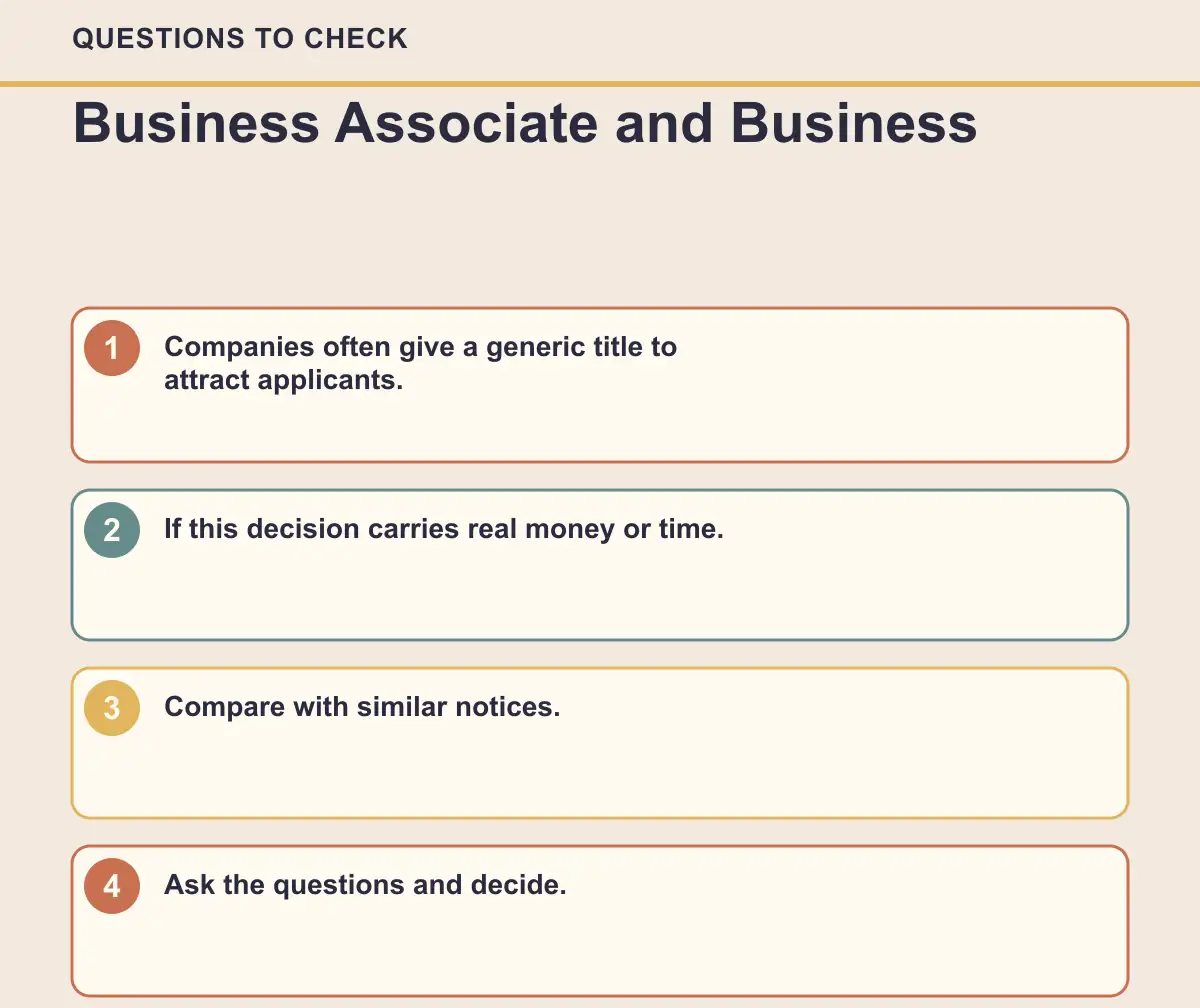 QUESTIONS TO CHECK
Business Associate and Business
1
Companies often give a generic title to
attract applicants.
2
If this decision carries real money or time.
3
Compare with similar notices.
4
Ask the questions and decide.